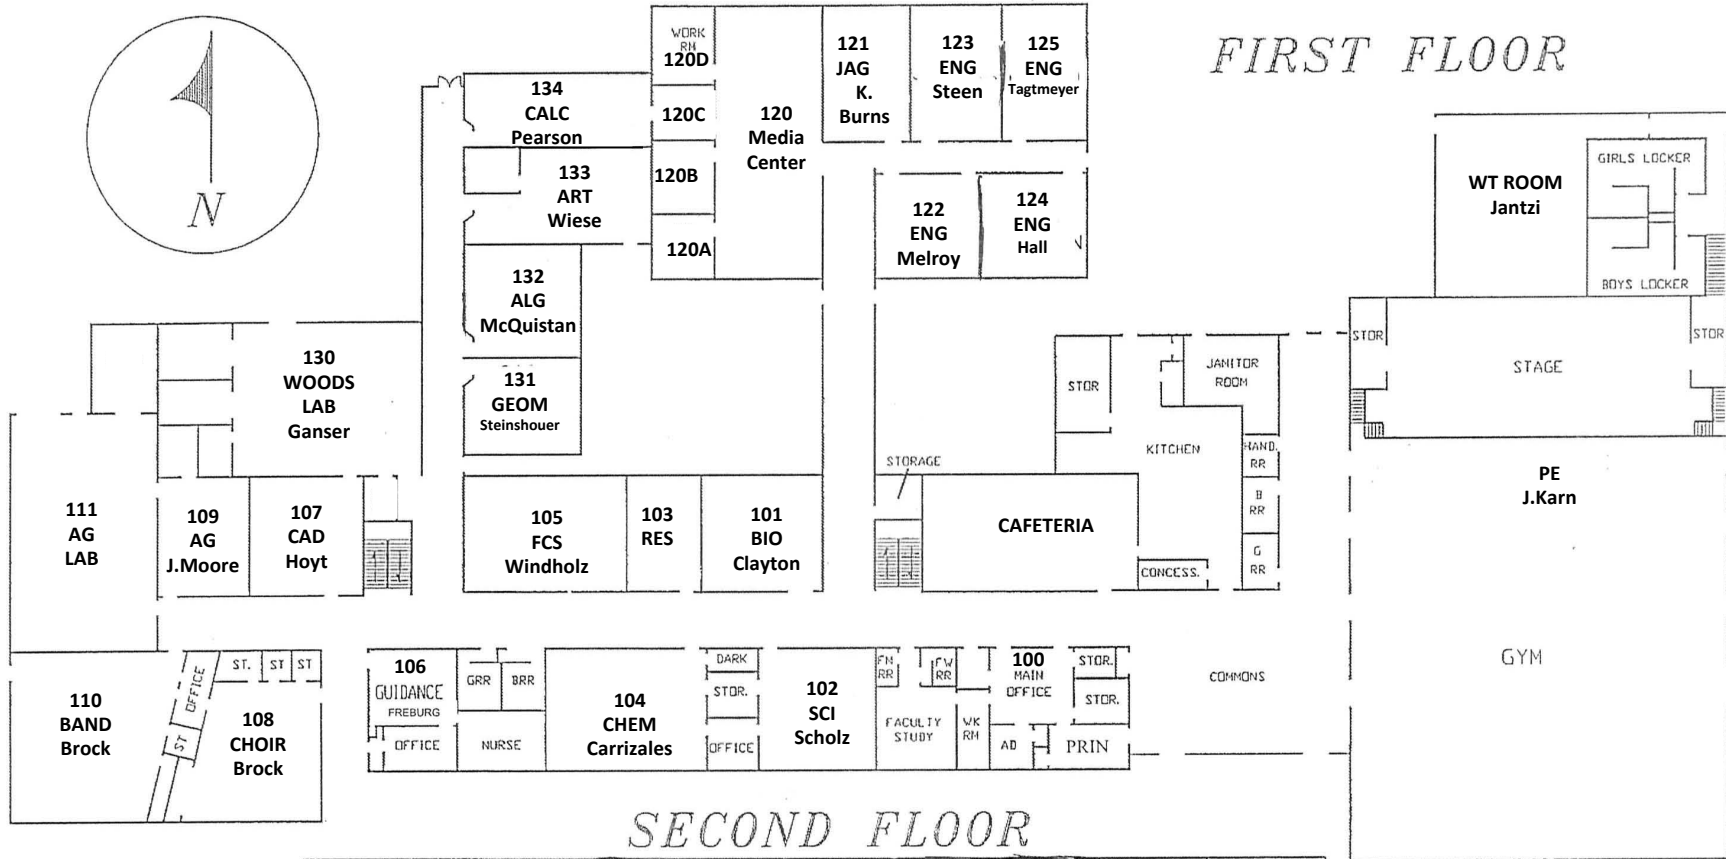 FIRST FLOOR
N
WORK
RM
120D
120C
120B
120A
120
Media
Center
121
JAG
K.
Burns
123
ENG
Steen
125
ENG
Tagtmeyer
134
CALC
Pearson
133
ART
Wiese
122
ENG
Melroy
124
ENG
Hall
WT ROOM
Jantzi
GIRLS LOCKER
BOYS LOCKER
132
ALG
McQuistan
131
GEOM
Steinshouer
130
WOODS
LAB
Ganser
STOR
JANITOR
ROOM
STOR
STAGE
STOR
KITCHEN
HAND.
RR
B
RR
G
RR
STORAGE
CAFETERIA
CONCESS.
PE
J.Karn
111
AG
LAB
109
AG
J.Moore
107
CAD
Hoyt
105
FCS
Windholz
103
RES
101
BIO
Clayton
110
BAND
Brock
OFFICE
ST
ST.
ST
ST
108
CHOIR
Brock
106
GUIDANCE
FREBURG
OFFICE
GRR
BRR
NURSE
104
CHEM
Carrizales
DARK
STOR.
OFFICE
102
SCI
Scholz
FM
RR
FW
RR
FACULTY
STUDY
WK
RM
100
MAIN
OFFICE
AD
PRIN
STOR.
STOR.
COMMONS
GYM
SECOND FLOOR